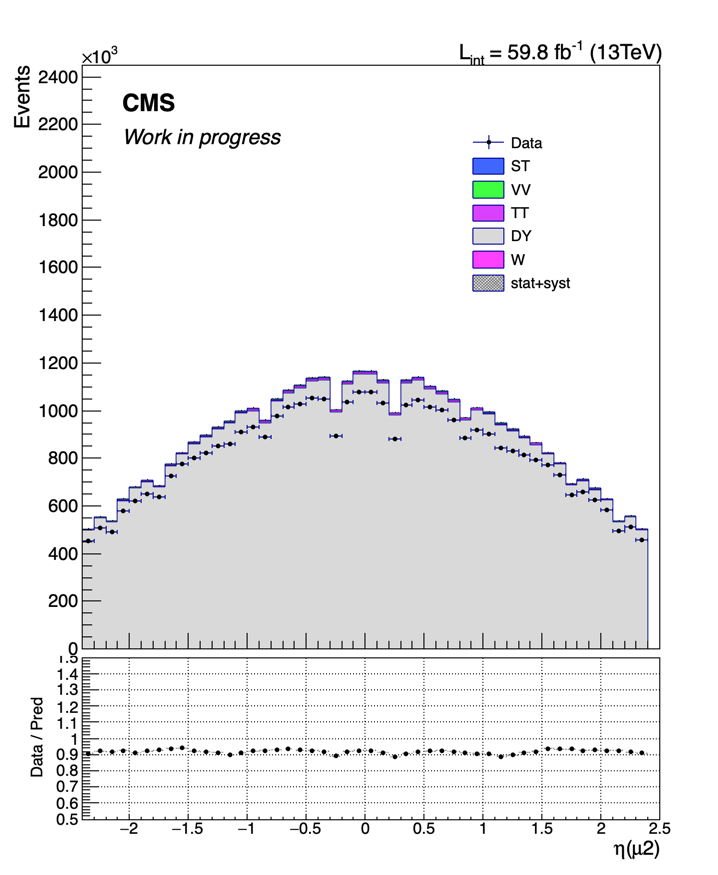 ×10³
L_int = 59.8 fb⁻¹ (13TeV)
Events
2400
CMS
2200
Work in progress
Data
2000
ST
VV
1800
TT
DY
1600
W
stat+syst
1400
1200
1000
800
600
400
200
0
Data / Pred
1.5
1.4
1.3
1.2
1.1
1
0.9
0.8
0.7
0.6
0.5
−2 −1.5 −1 −0.5 0 0.5 1 1.5 2 2.5
η(μ2)